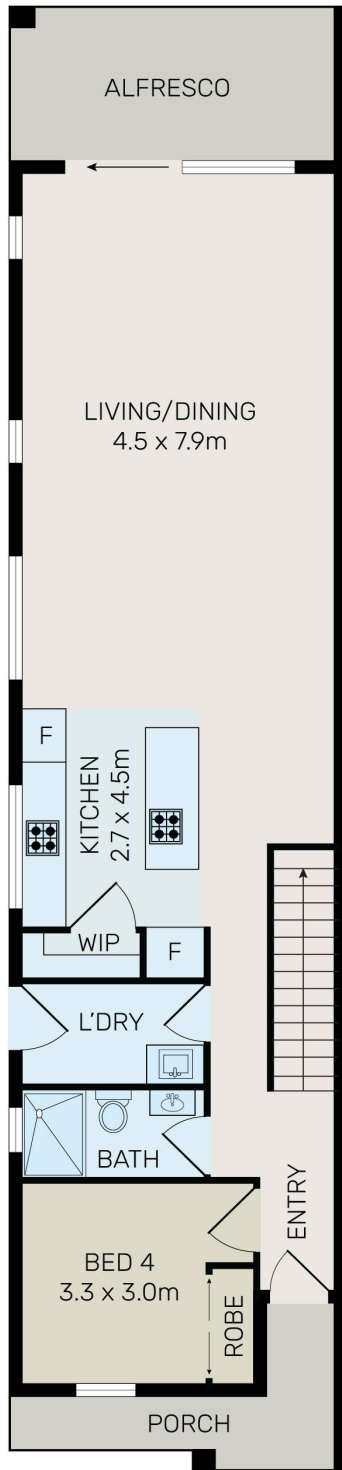 ALFRESCO
LIVING/DINING
4.5 x 7.9m
F
KITCHEN
2.7 x 4.5m
WIP
F
L'DRY
BATH
ENTRY
BED 4
3.3 x 3.0m
ROBE
PORCH